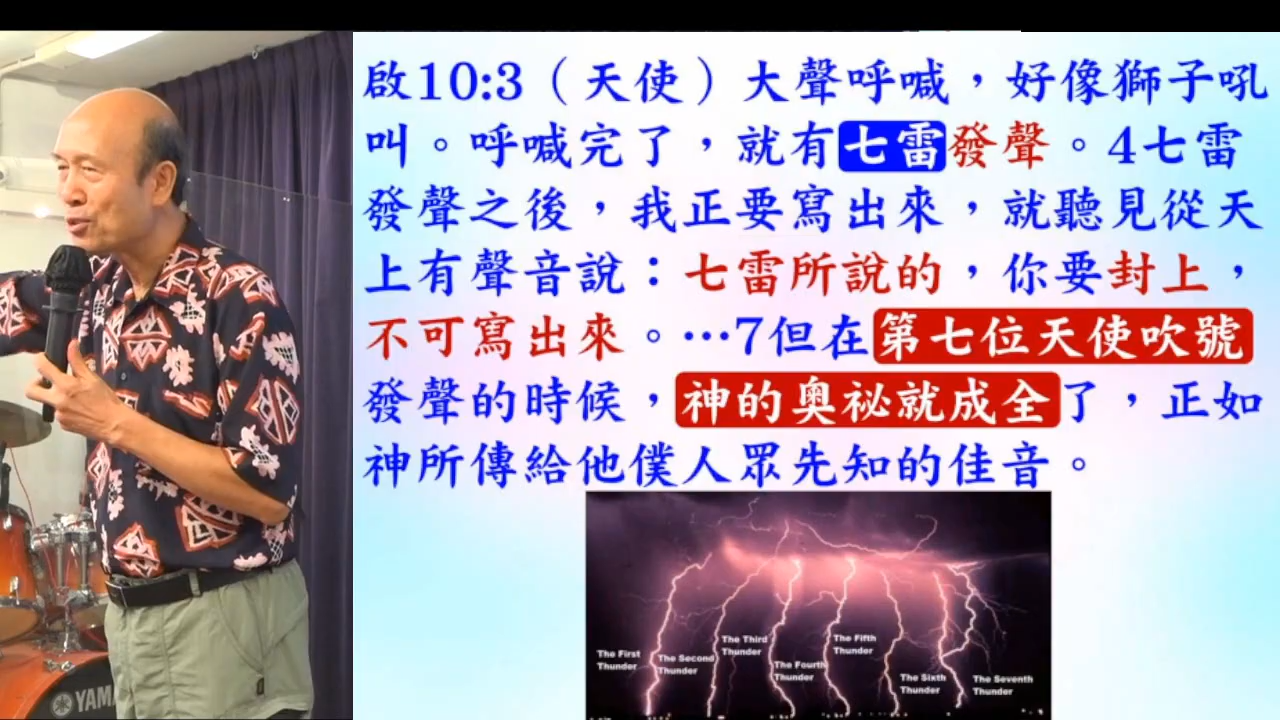 啟10:3（天使）大聲呼喊，好像獅子吼
叫。呼喊完了，就有七雷發聲。4七雷
發聲之後，我正要寫出來，就聽見從天
上有聲音說：七雷所說的，你要封上，
不可寫出來。…7但在第七位天使吹號
發聲的時候，神的奧祕就成全了，正如
神所傳給他僕人眾先知的佳音。
The First
Thunder
The Second
Thunder
The Third
Thunder
The Fourth
Thunder
The Fifth
Thunder
The Sixth
Thunder
The Seventh
Thunder
YAMA